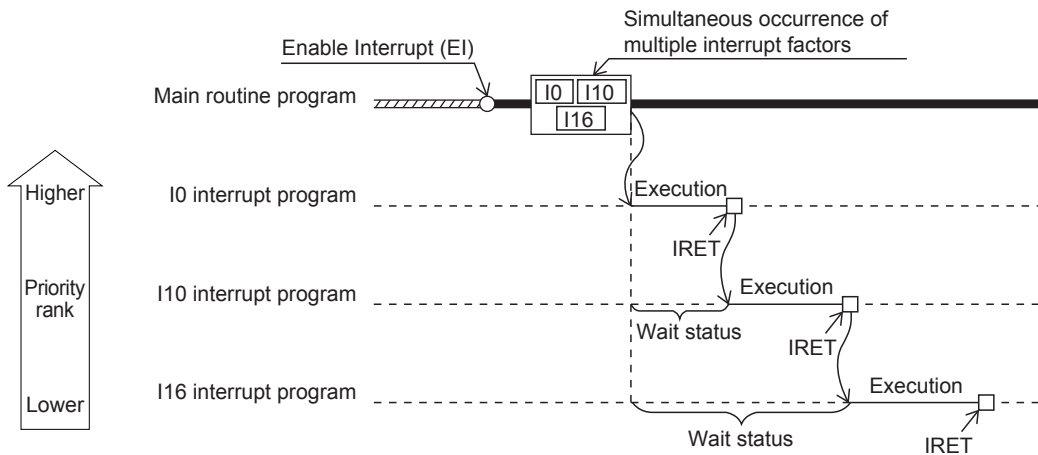 Simultaneous occurrence of
multiple interrupt factors
Enable Interrupt (EI)
Main routine program
I0
I10
I16
Higher
I0 interrupt program
Execution
IRET
Priority
rank
I10 interrupt program
Execution
Wait status
IRET
Lower
I16 interrupt program
Execution
Wait status
IRET